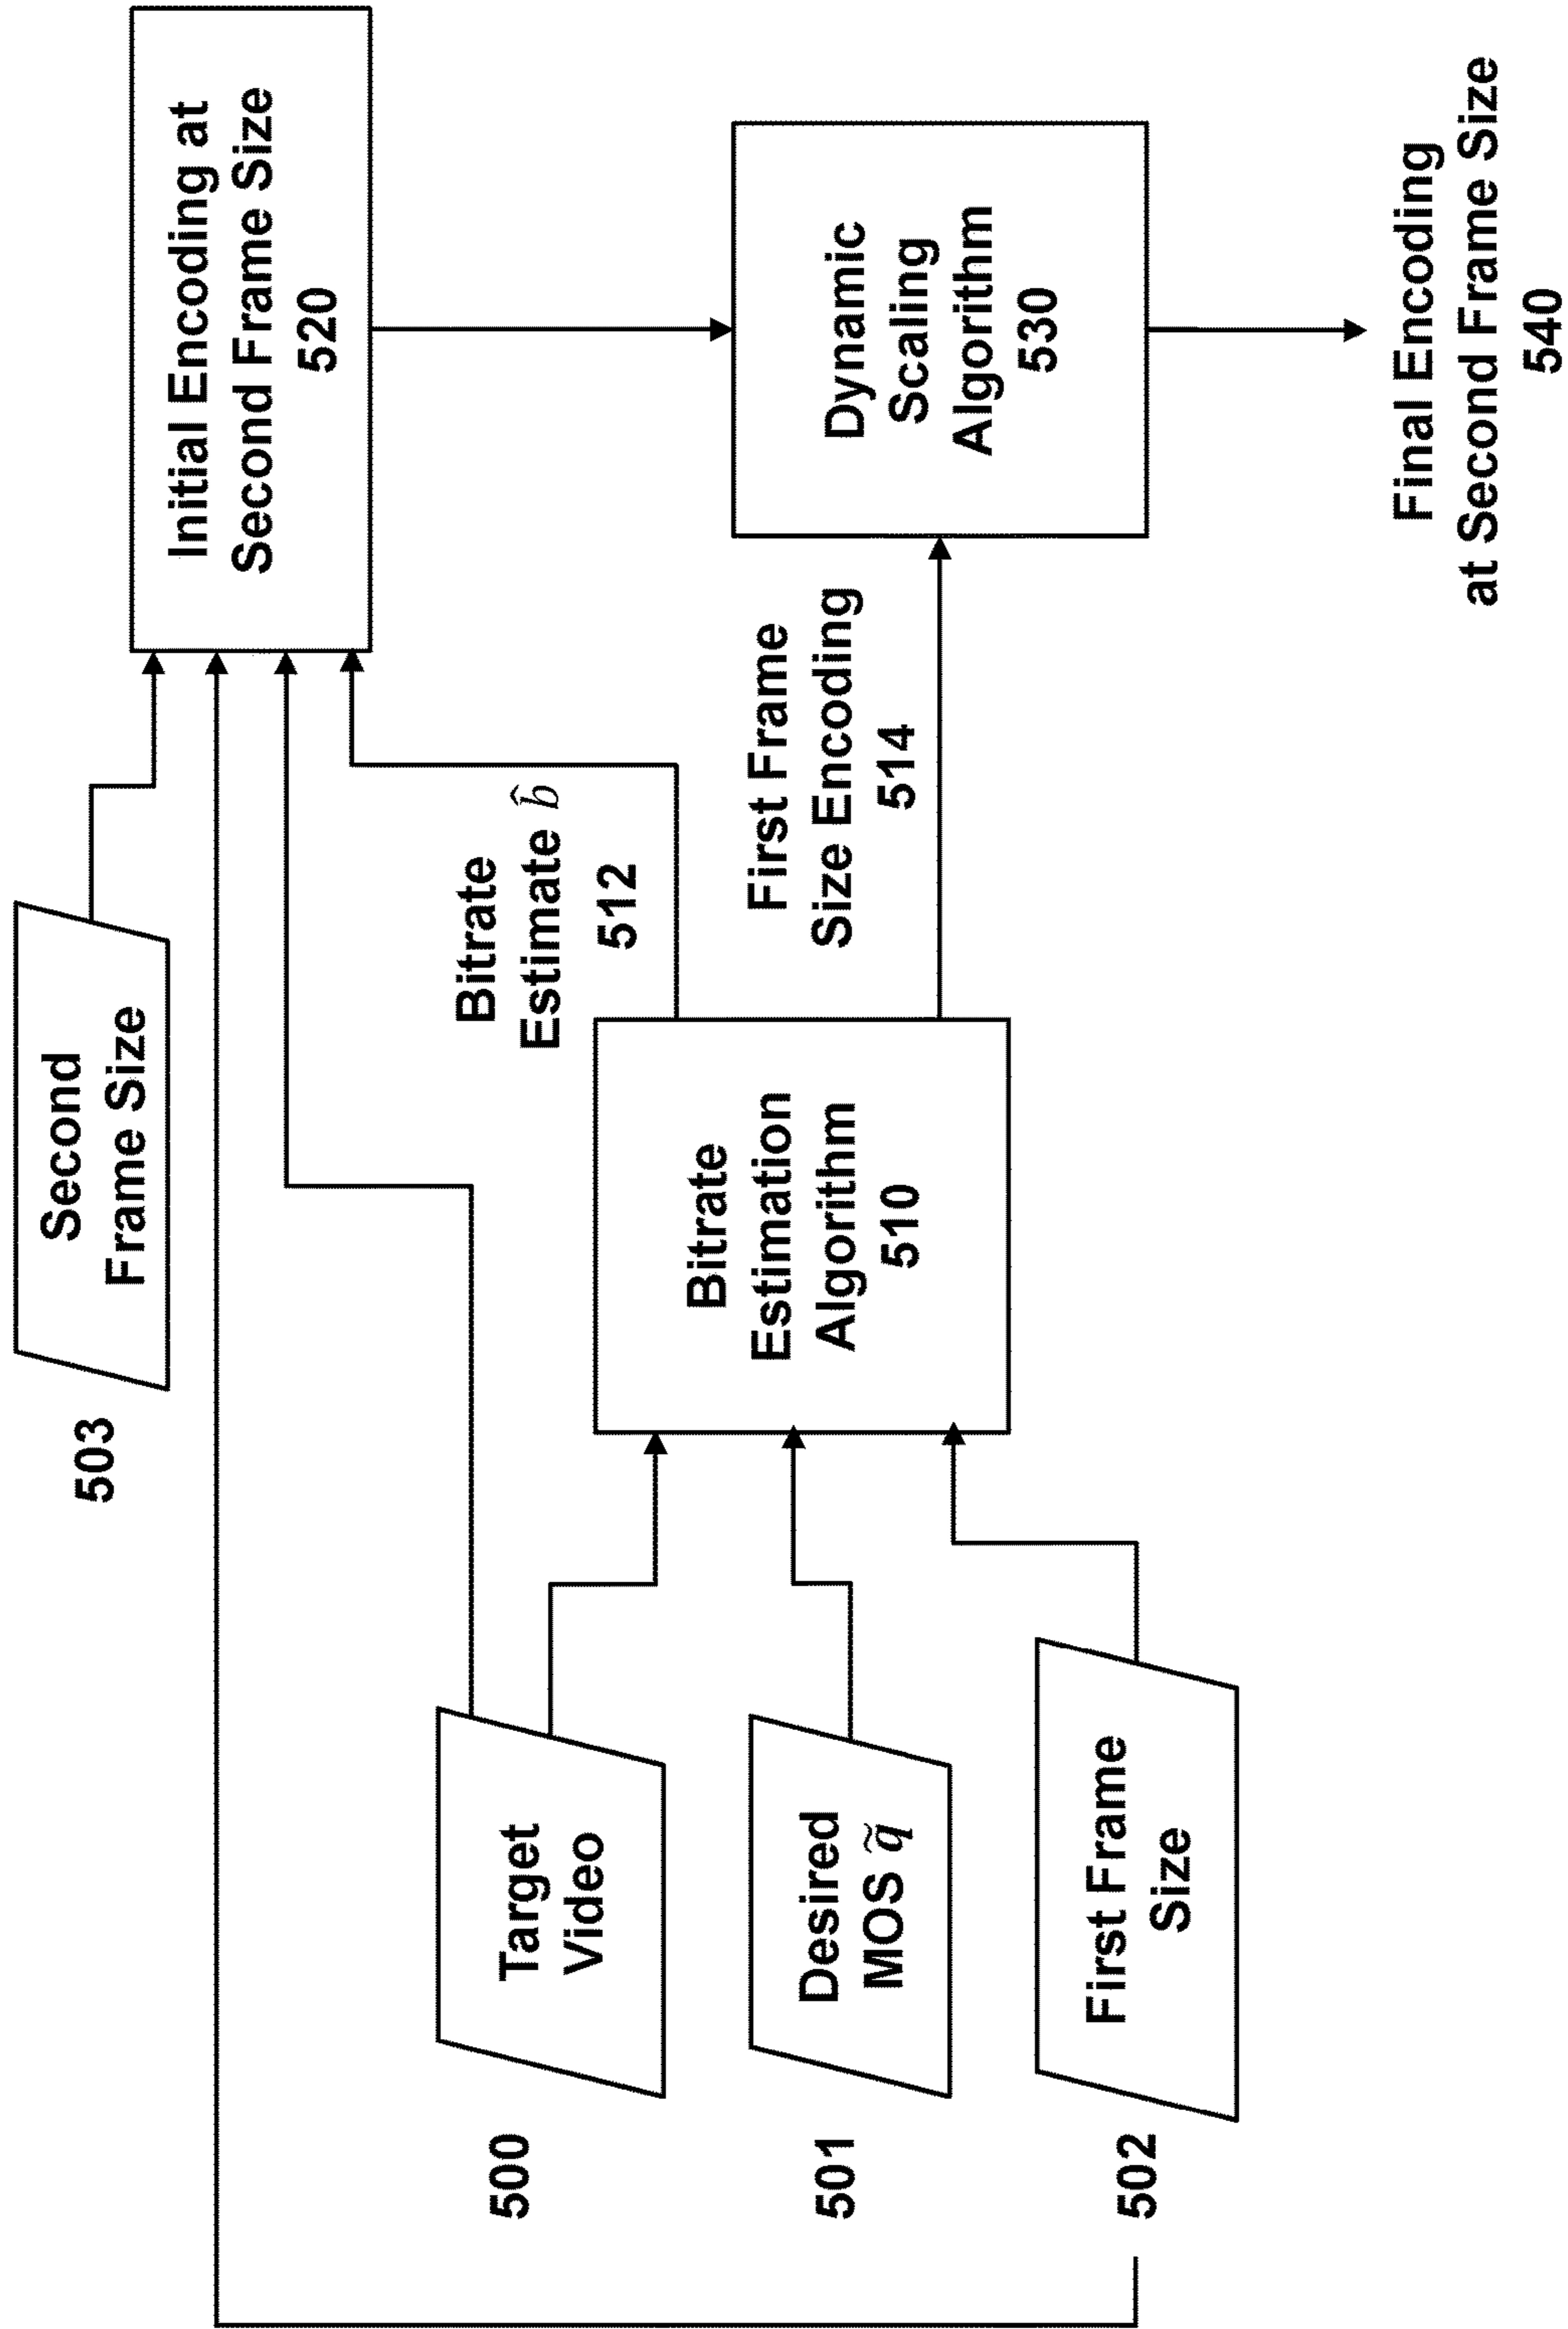 503
Second
Frame Size
Initial Encoding at
Second Frame Size
520
500
Target
Video
Bitrate
Estimate b̂
512
501
Desired
MOS q̃
Bitrate
Estimation
Algorithm
510
First Frame
Size Encoding
514
Dynamic
Scaling
Algorithm
530
502
First Frame
Size
Final Encoding
at Second Frame Size
540